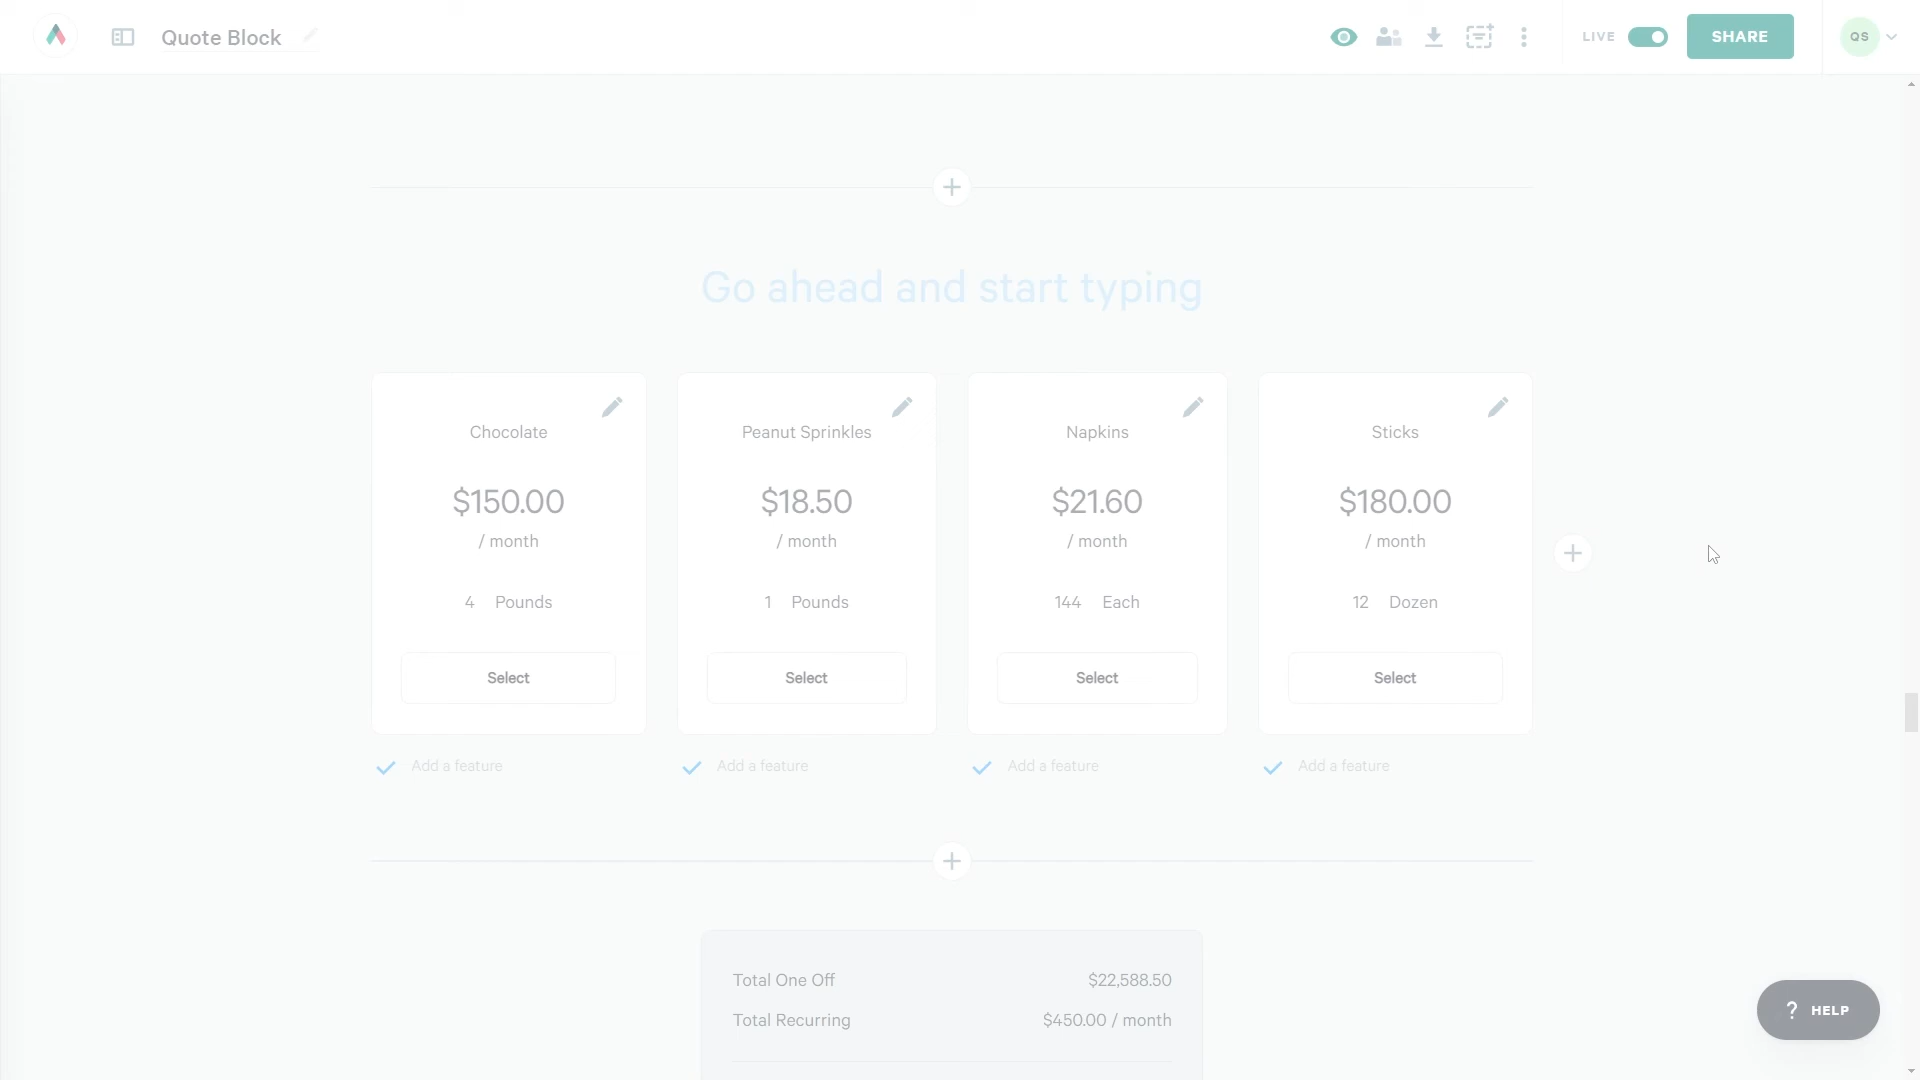 Quote Block
LIVE
SHARE
QS
Go ahead and start typing
Chocolate
Peanut Sprinkles
Napkins
Sticks
$150.00
$18.50
$21.60
$180.00
/ month
/ month
/ month
/ month
4 Pounds
1 Pounds
144 Each
12 Dozen
Select
Select
Select
Select
Add a feature
Add a feature
Add a feature
Add a feature
Total One Off $22,588.50
Total Recurring $450.00 / month
? HELP